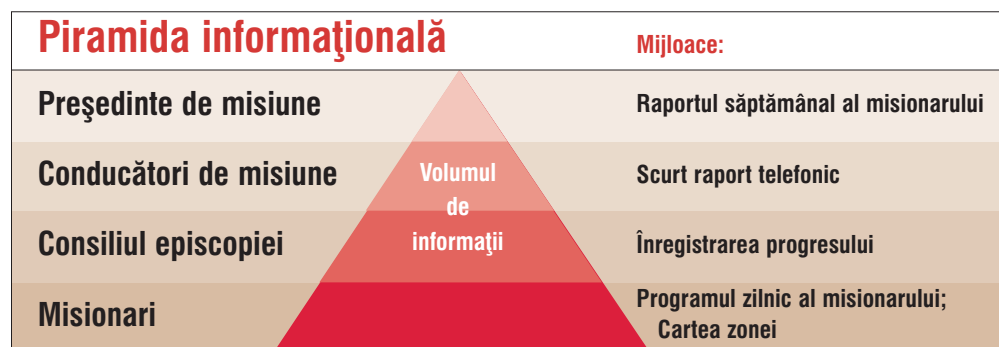 Piramida informaţională
Mijloace:
Preşedinte de misiune
Raportul săptămânal al misionarului
Conducători de misiune
Scurt raport telefonic
Consiliul episcopiei
Înregistrarea progresului
Misionari
Programul zilnic al misionarului;
Cartea zonei
Volumul
de
informaţii